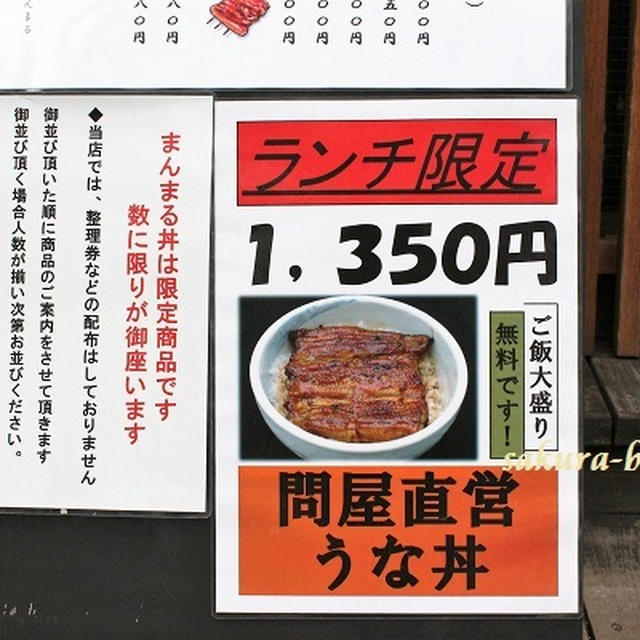 ランチ限定
1,350円
ご飯大盛り
無料です!
問屋直営
うな丼
まんまる丼は限定商品です
数に限りが御座います
◆当店では、整理券などの配布はしておりません
御並び頂いた順に商品のご案内をさせて頂きます
御並び頂く場合人数が揃い次第お並びください。
sakura-b